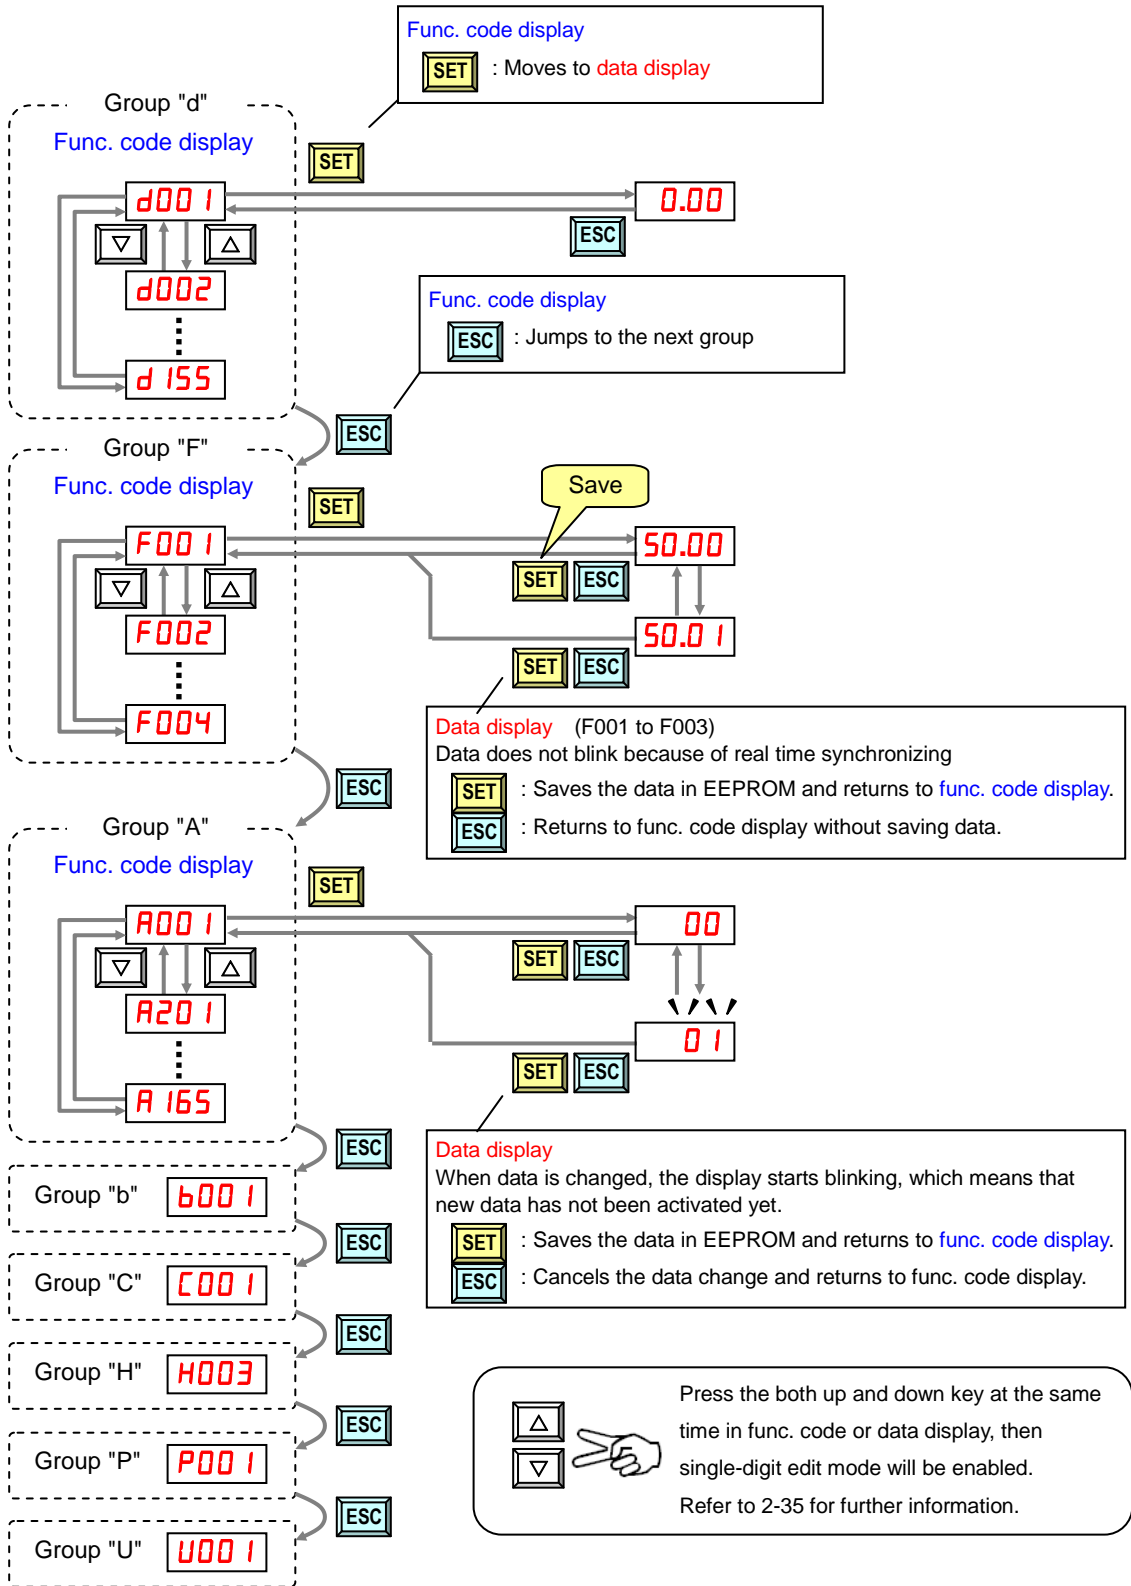 Func. code display
SET : Moves to data display
Group "d"
Func. code display
SET
d001
0.00
ESC
d002
Func. code display
ESC : Jumps to the next group
d155
ESC
Group "F"
Func. code display
SET
Save
F001
50.00
SET ESC
F002
50.01
SET ESC
F004
Data display (F001 to F003)
Data does not blink because of real time synchronizing
SET : Saves the data in EEPROM and returns to func. code display.
ESC : Returns to func. code display without saving data.
ESC
Group "A"
Func. code display
SET
A001
00
SET ESC
A201
01
SET ESC
A165
ESC
Data display
When data is changed, the display starts blinking, which means that
new data has not been activated yet.
SET : Saves the data in EEPROM and returns to func. code display.
ESC : Cancels the data change and returns to func. code display.
Group "b" b001
ESC
Group "C" C001
ESC
Group "H" H003
ESC
Group "P" P001
ESC
Group "U" U001
Press the both up and down key at the same
time in func. code or data display, then
single-digit edit mode will be enabled.
Refer to 2-35 for further information.